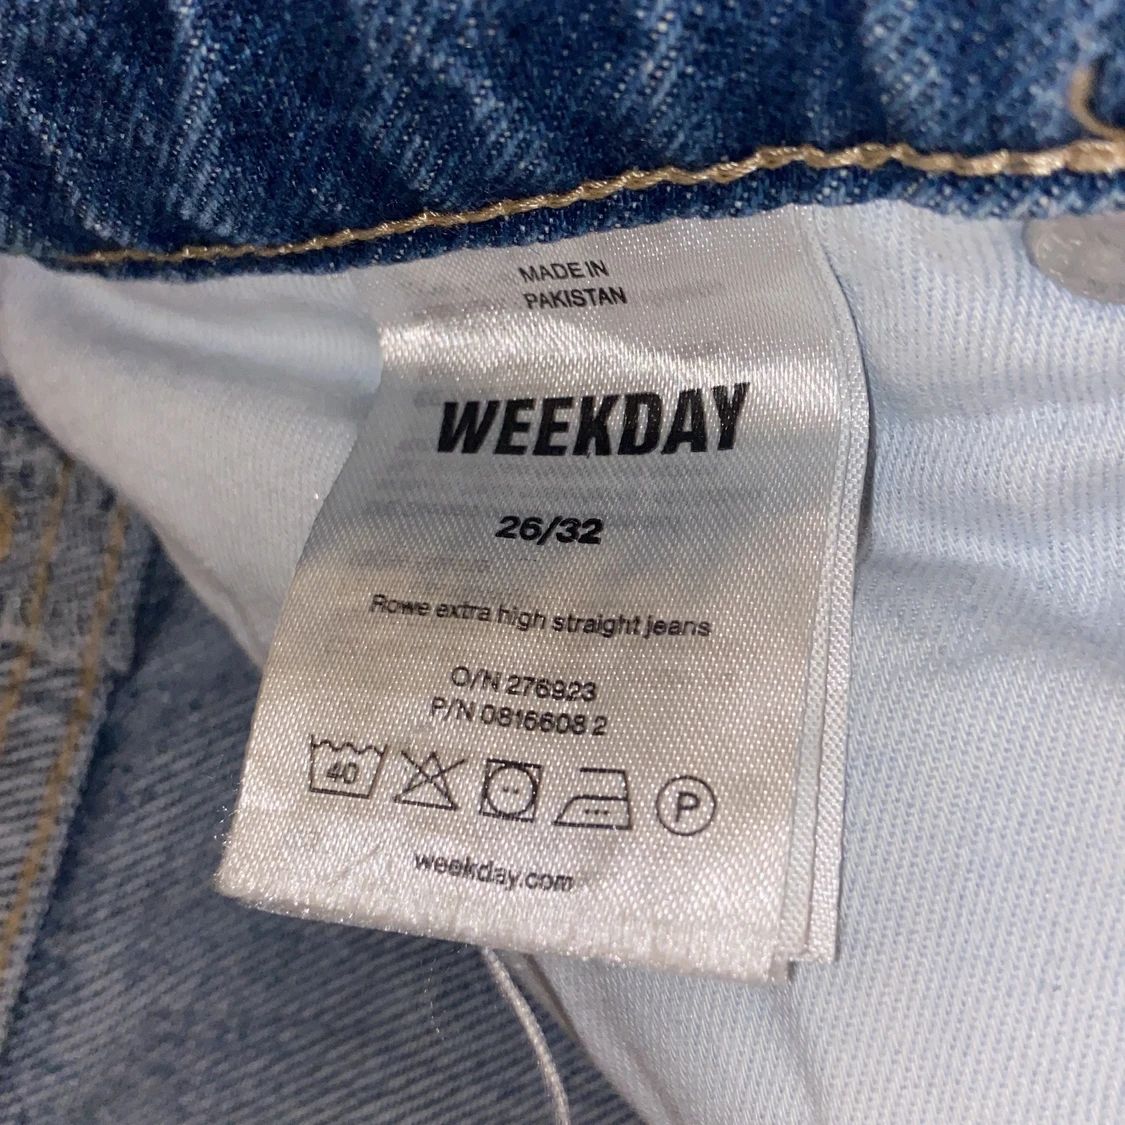 MADE IN
PAKISTAN
WEEKDAY
26/32
Rowe extra high straight jeans
O/N 276923
P/N 0816608 2
40
P
weekday.com